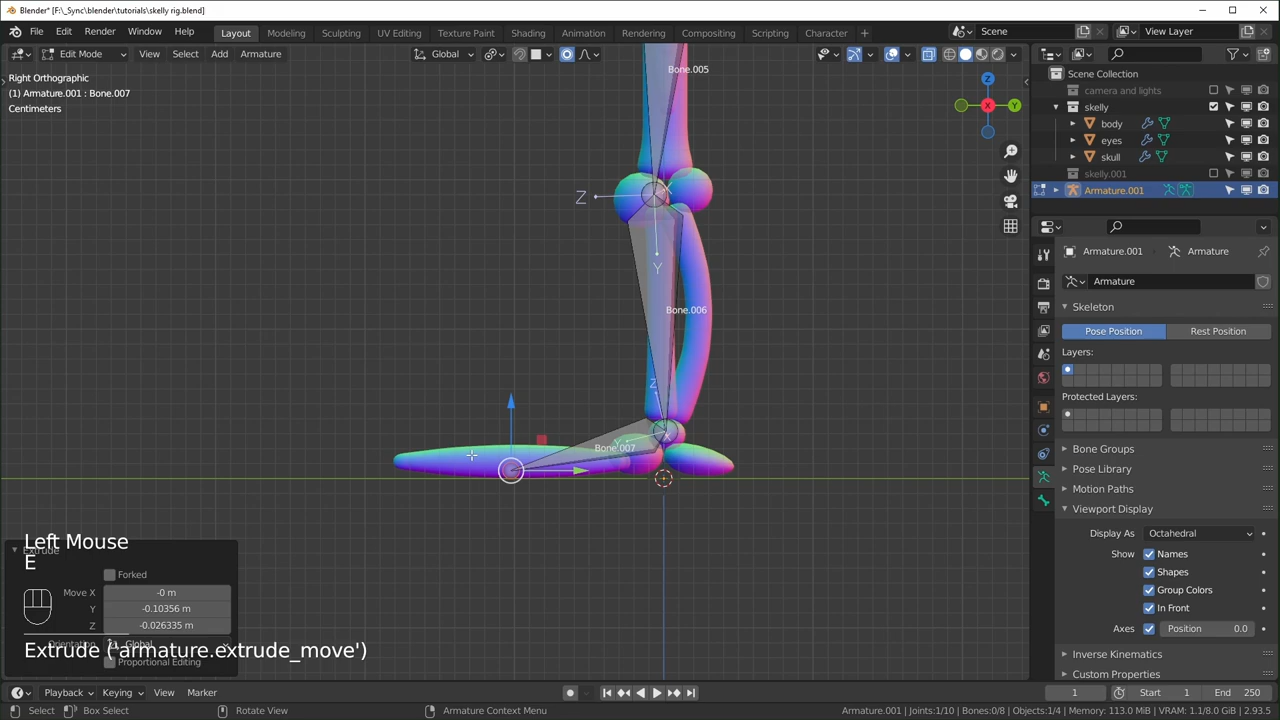 Blender* [F:\_Sync\blender\tutorials\skelly rig.blend]
File Edit Render Window Help Layout Modeling Sculpting UV Editing Texture Paint Shading Animation Rendering Compositing Scripting Character + Scene View Layer
Edit Mode View Select Add Armature Global
Right Orthographic
(1) Armature.001 : Bone.007
Centimeters
Bone.005
Z
X
Y
Z
X
Y
Bone.006
Z
Y
X
Bone.007
Scene Collection
camera and lights
skelly
body
eyes
skull
skelly.001
Armature.001
Armature.001 Armature
Armature
Skeleton
Pose Position Rest Position
Layers:
Protected Layers:
Bone Groups
Pose Library
Motion Paths
Viewport Display
Display As Octahedral
Show Names
Shapes
Group Colors
In Front
Axes Position 0.0
Inverse Kinematics
Custom Properties
Left Mouse
E
Extrude
Forked
Move X -0 m
Y -0.10356 m
Z -0.026335 m
Orientation Global
Extrude ('armature.extrude_move')
Proportional Editing
Playback Keying View Marker 1 Start 1 End 250
Select Box Select Rotate View Armature Context Menu Armature.001 | Joints:1/10 | Bones:0/8 | Objects:1/4 | Memory: 113.0 MiB | VRAM: 1.1/8.0 GiB | 2.93.5